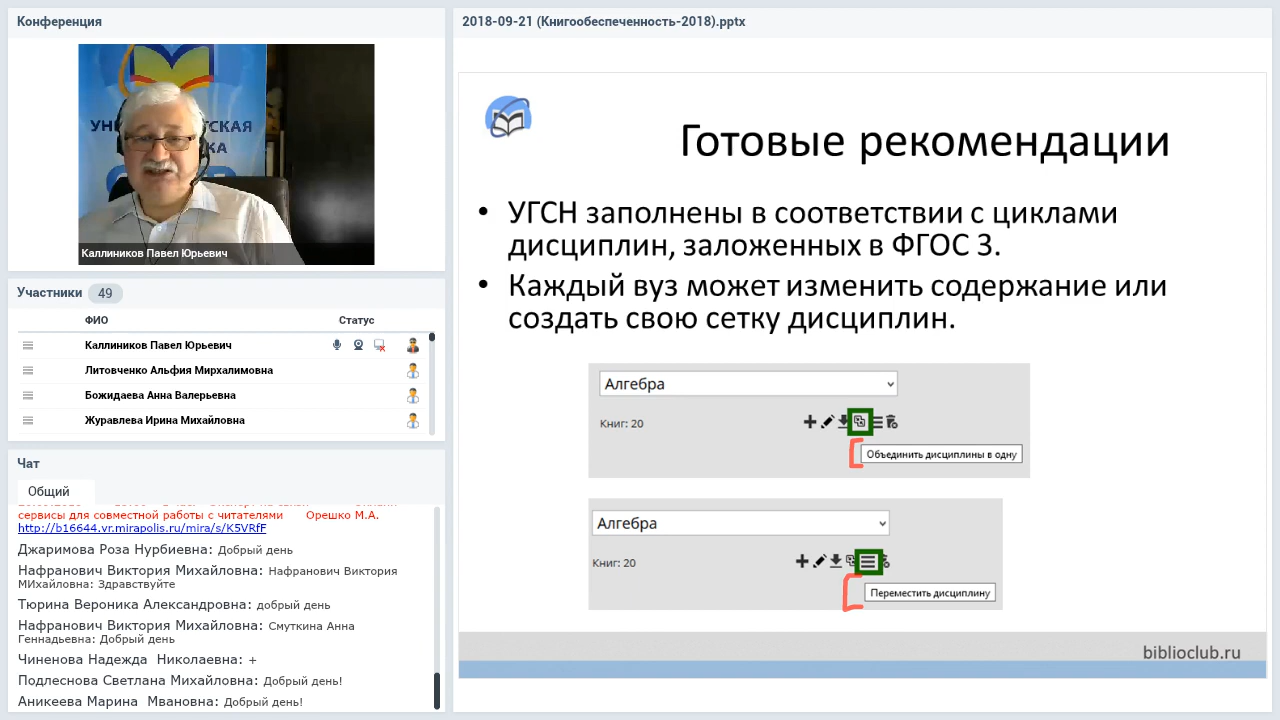 Конференция
Каллиников Павел Юрьевич
Участники 49
ФИО Статус
Каллиников Павел Юрьевич
Литовченко Альфия Мирхалимовна
Божидаева Анна Валерьевна
Журавлева Ирина Михайловна
Чат
Общий
сервисы для совместной работы с читателями Орешко М.А.
http://b16644.vr.mirapolis.ru/mira/s/K5VRfF
Джаримова Роза Нурбиевна: Добрый день
Нафранович Виктория Михайловна: Нафранович Виктория
МИхайловна: Здравствуйте
Тюрина Вероника Александровна: добрый день
Нафранович Виктория Михайловна: Смуткина Анна
Геннадьевна: Добрый день
Чиненова Надежда Николаевна: +
Подлеснова Светлана Михайловна: Добрый день!
Аникеева Марина Мвановна: Добрый день!
2018-09-21 (Книгообеспеченность-2018).pptx
Готовые рекомендации
• УГСН заполнены в соответствии с циклами
дисциплин, заложенных в ФГОС 3.
• Каждый вуз может изменить содержание или
создать свою сетку дисциплин.
Алгебра
Книг: 20
Объединить дисциплины в одну
Алгебра
Книг: 20
Переместить дисциплину
biblioclub.ru